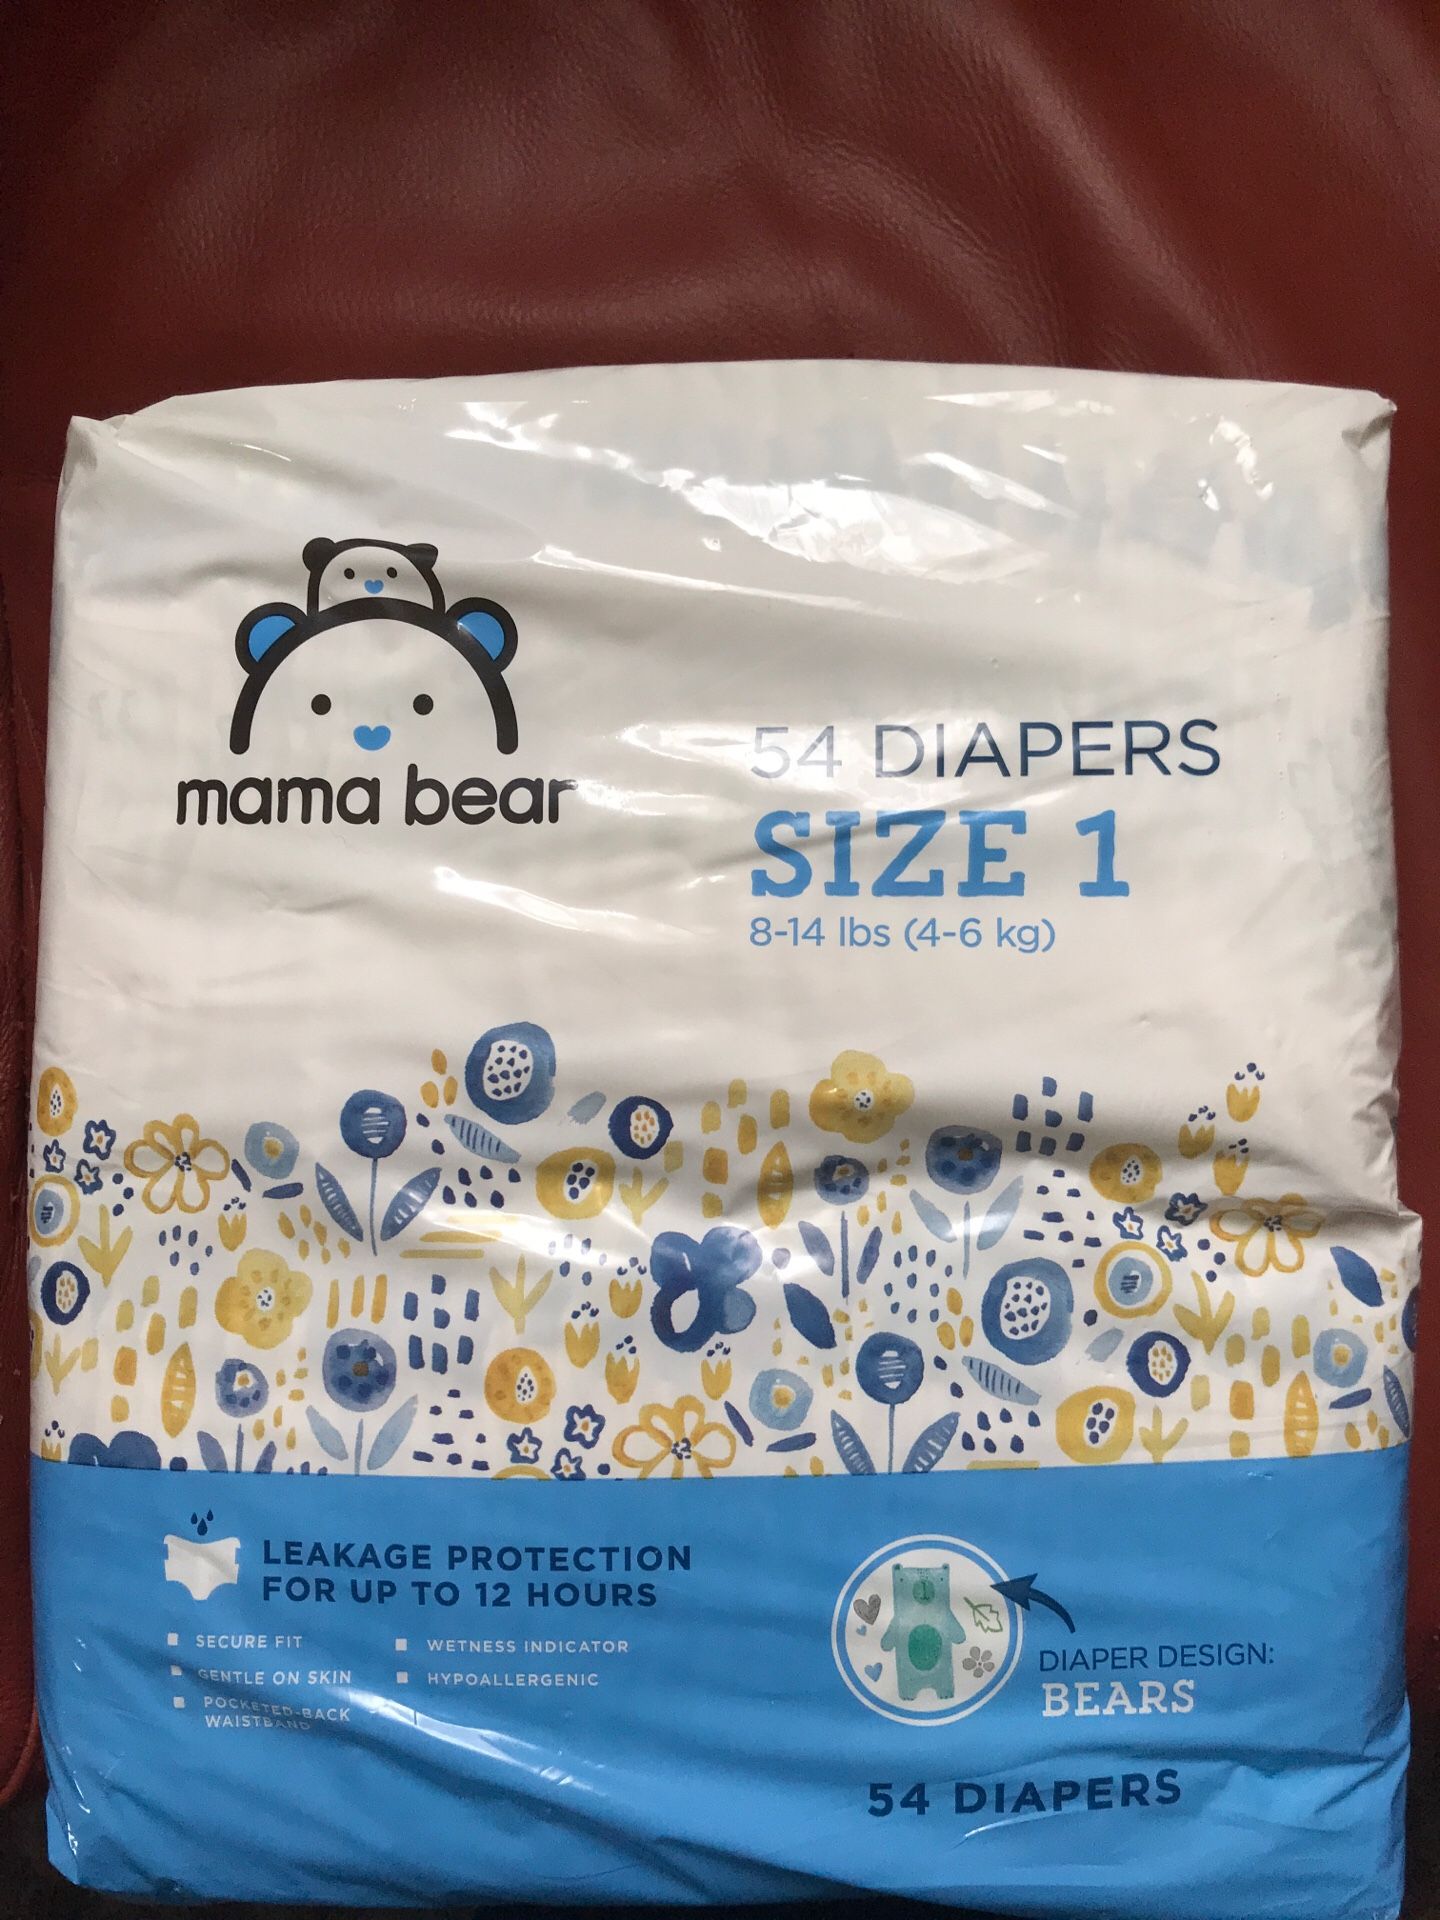 mama bear
54 DIAPERS
SIZE 1
8-14 lbs (4-6 kg)
LEAKAGE PROTECTION
FOR UP TO 12 HOURS
SECURE FIT
GENTLE ON SKIN
POCKETED-BACK
WAISTBAND
WETNESS INDICATOR
HYPOALLERGENIC
DIAPER DESIGN:
BEARS
54 DIAPERS